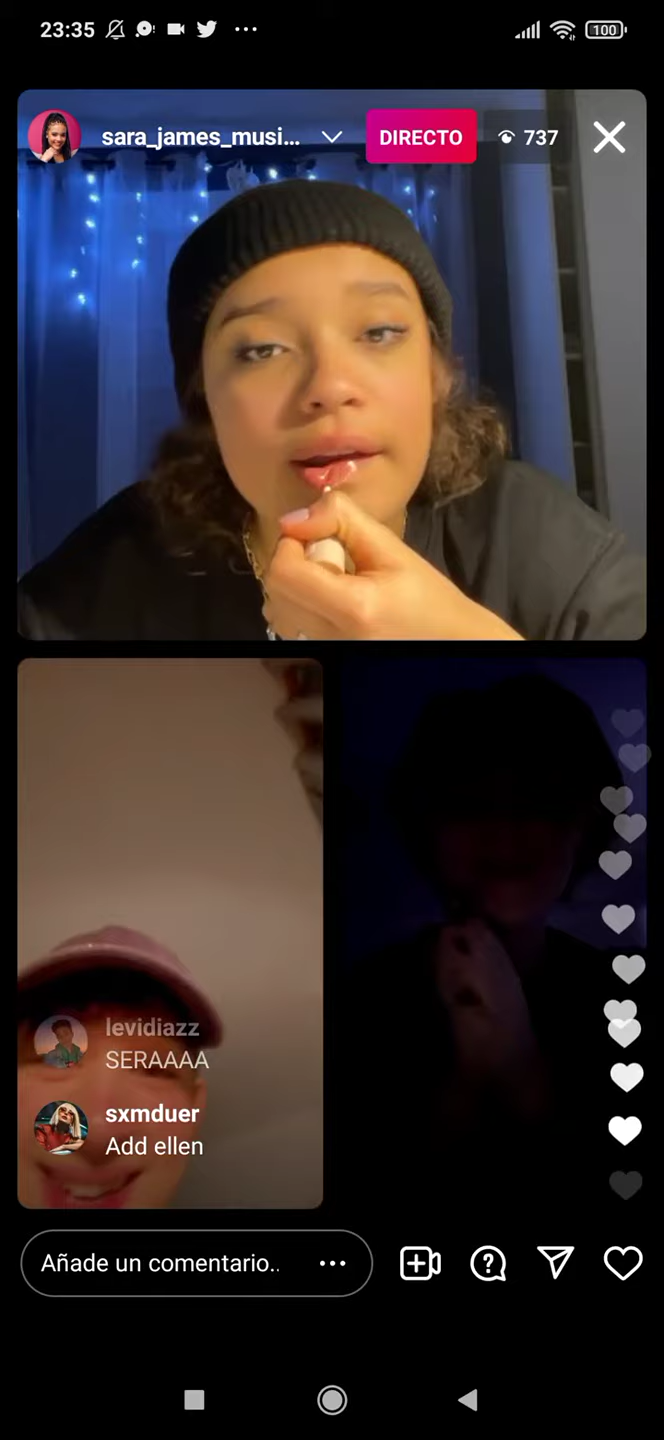 23:35
100
sara_james_musi...
DIRECTO
737
levidiazz
SERAAAA
sxmduer
Add ellen
Añade un comentario..